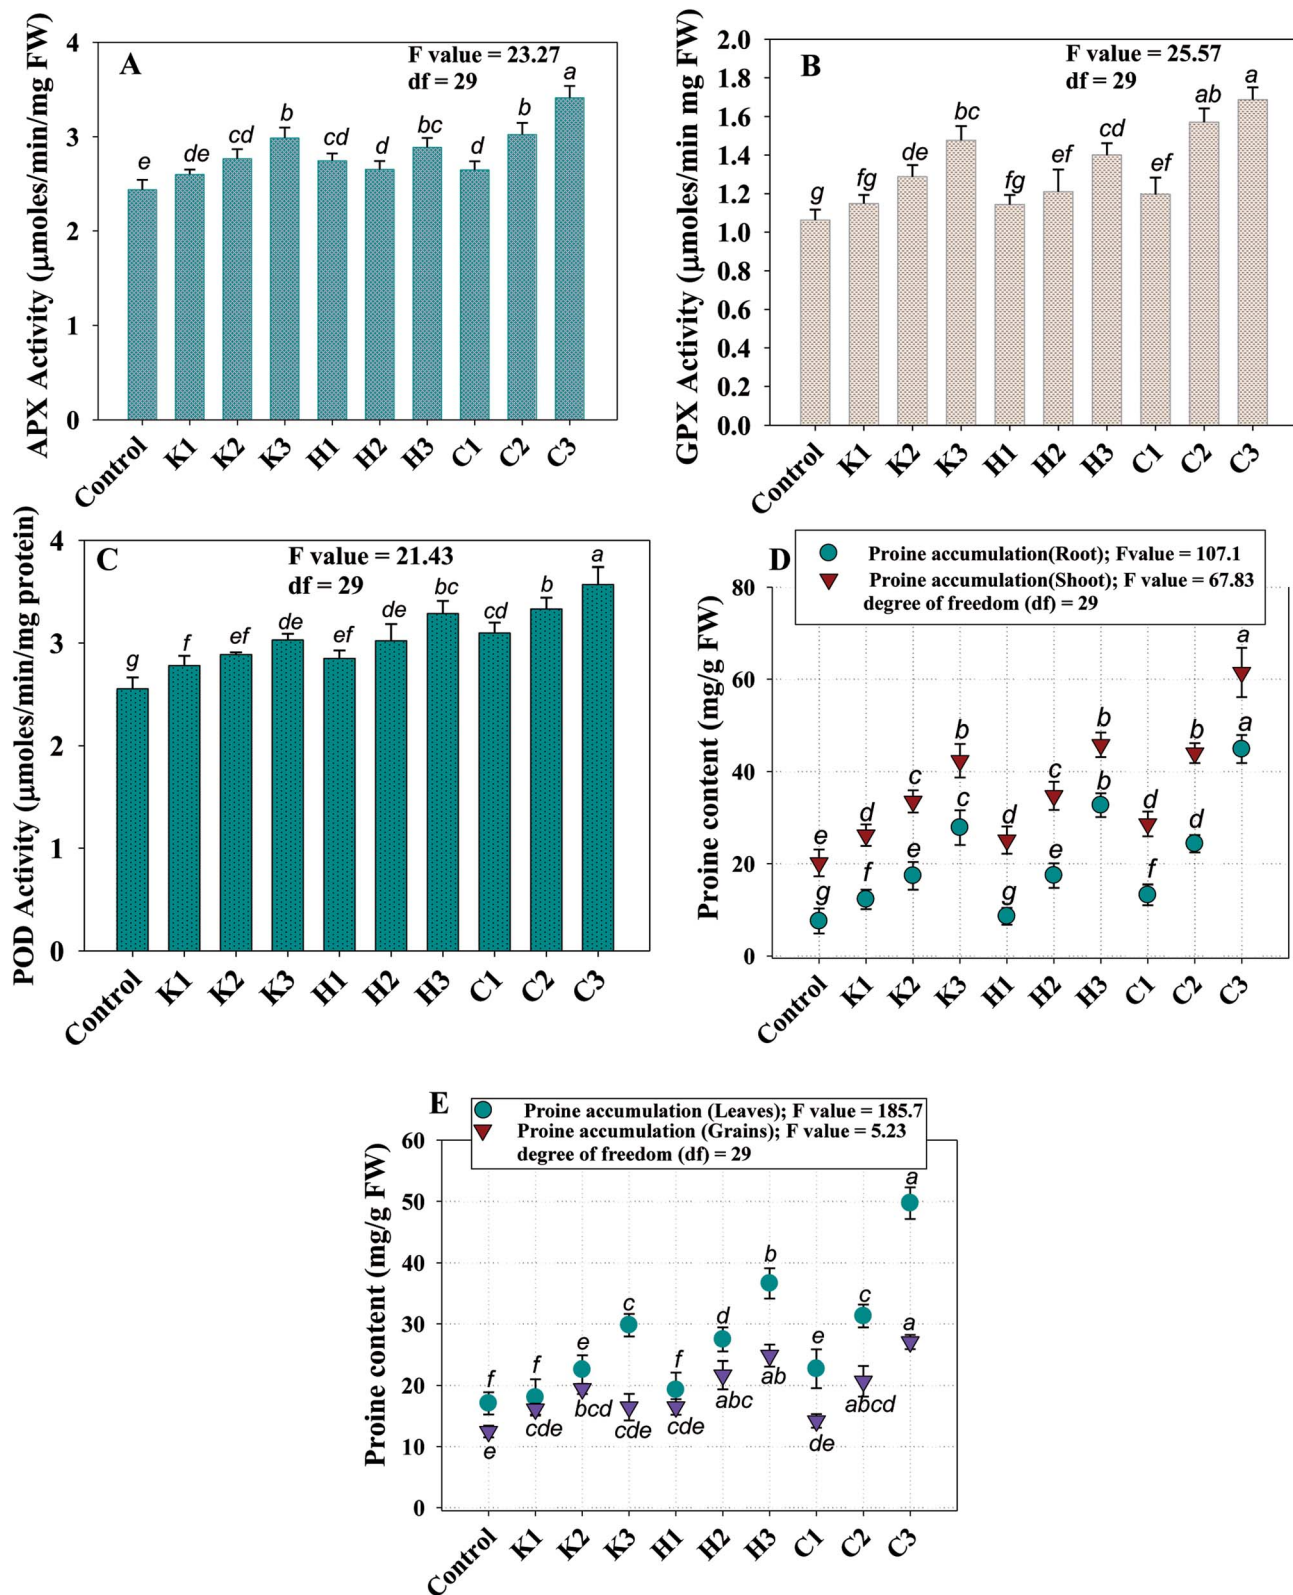 A
F value = 23.27
df = 29
APX Activity (µmoles/min/mg FW)
4
3
2
1
0
e
de
cd
b
cd
d
bc
d
b
a
Control
K1
K2
K3
H1
H2
H3
C1
C2
C3
B
F value = 25.57
df = 29
GPX Activity (µmoles/min mg FW)
2.0
1.8
1.6
1.4
1.2
1.0
0.8
0.6
0.4
0.2
0.0
g
fg
de
bc
fg
ef
cd
ef
ab
a
Control
K1
K2
K3
H1
H2
H3
C1
C2
C3
C
F value = 21.43
df = 29
POD Activity (µmoles/min/mg protein)
4
3
2
1
0
g
f
ef
de
ef
de
bc
cd
b
a
Control
K1
K2
K3
H1
H2
H3
C1
C2
C3
D
Proine accumulation(Root); Fvalue = 107.1
Proine accumulation(Shoot); F value = 67.83
degree of freedom (df) = 29
Proine content (mg/g FW)
80
60
40
20
0
e
d
c
b
d
c
b
d
b
a
g
f
e
c
g
e
b
f
d
a
Control
K1
K2
K3
H1
H2
H3
C1
C2
C3
E
Proine accumulation (Leaves); F value = 185.7
Proine accumulation (Grains); F value = 5.23
degree of freedom (df) = 29
Proine content (mg/g FW)
60
50
40
30
20
10
0
f
f
e
c
f
d
b
e
c
a
e
cde
bcd
cde
cde
abc
ab
de
abcd
a
Control
K1
K2
K3
H1
H2
H3
C1
C2
C3